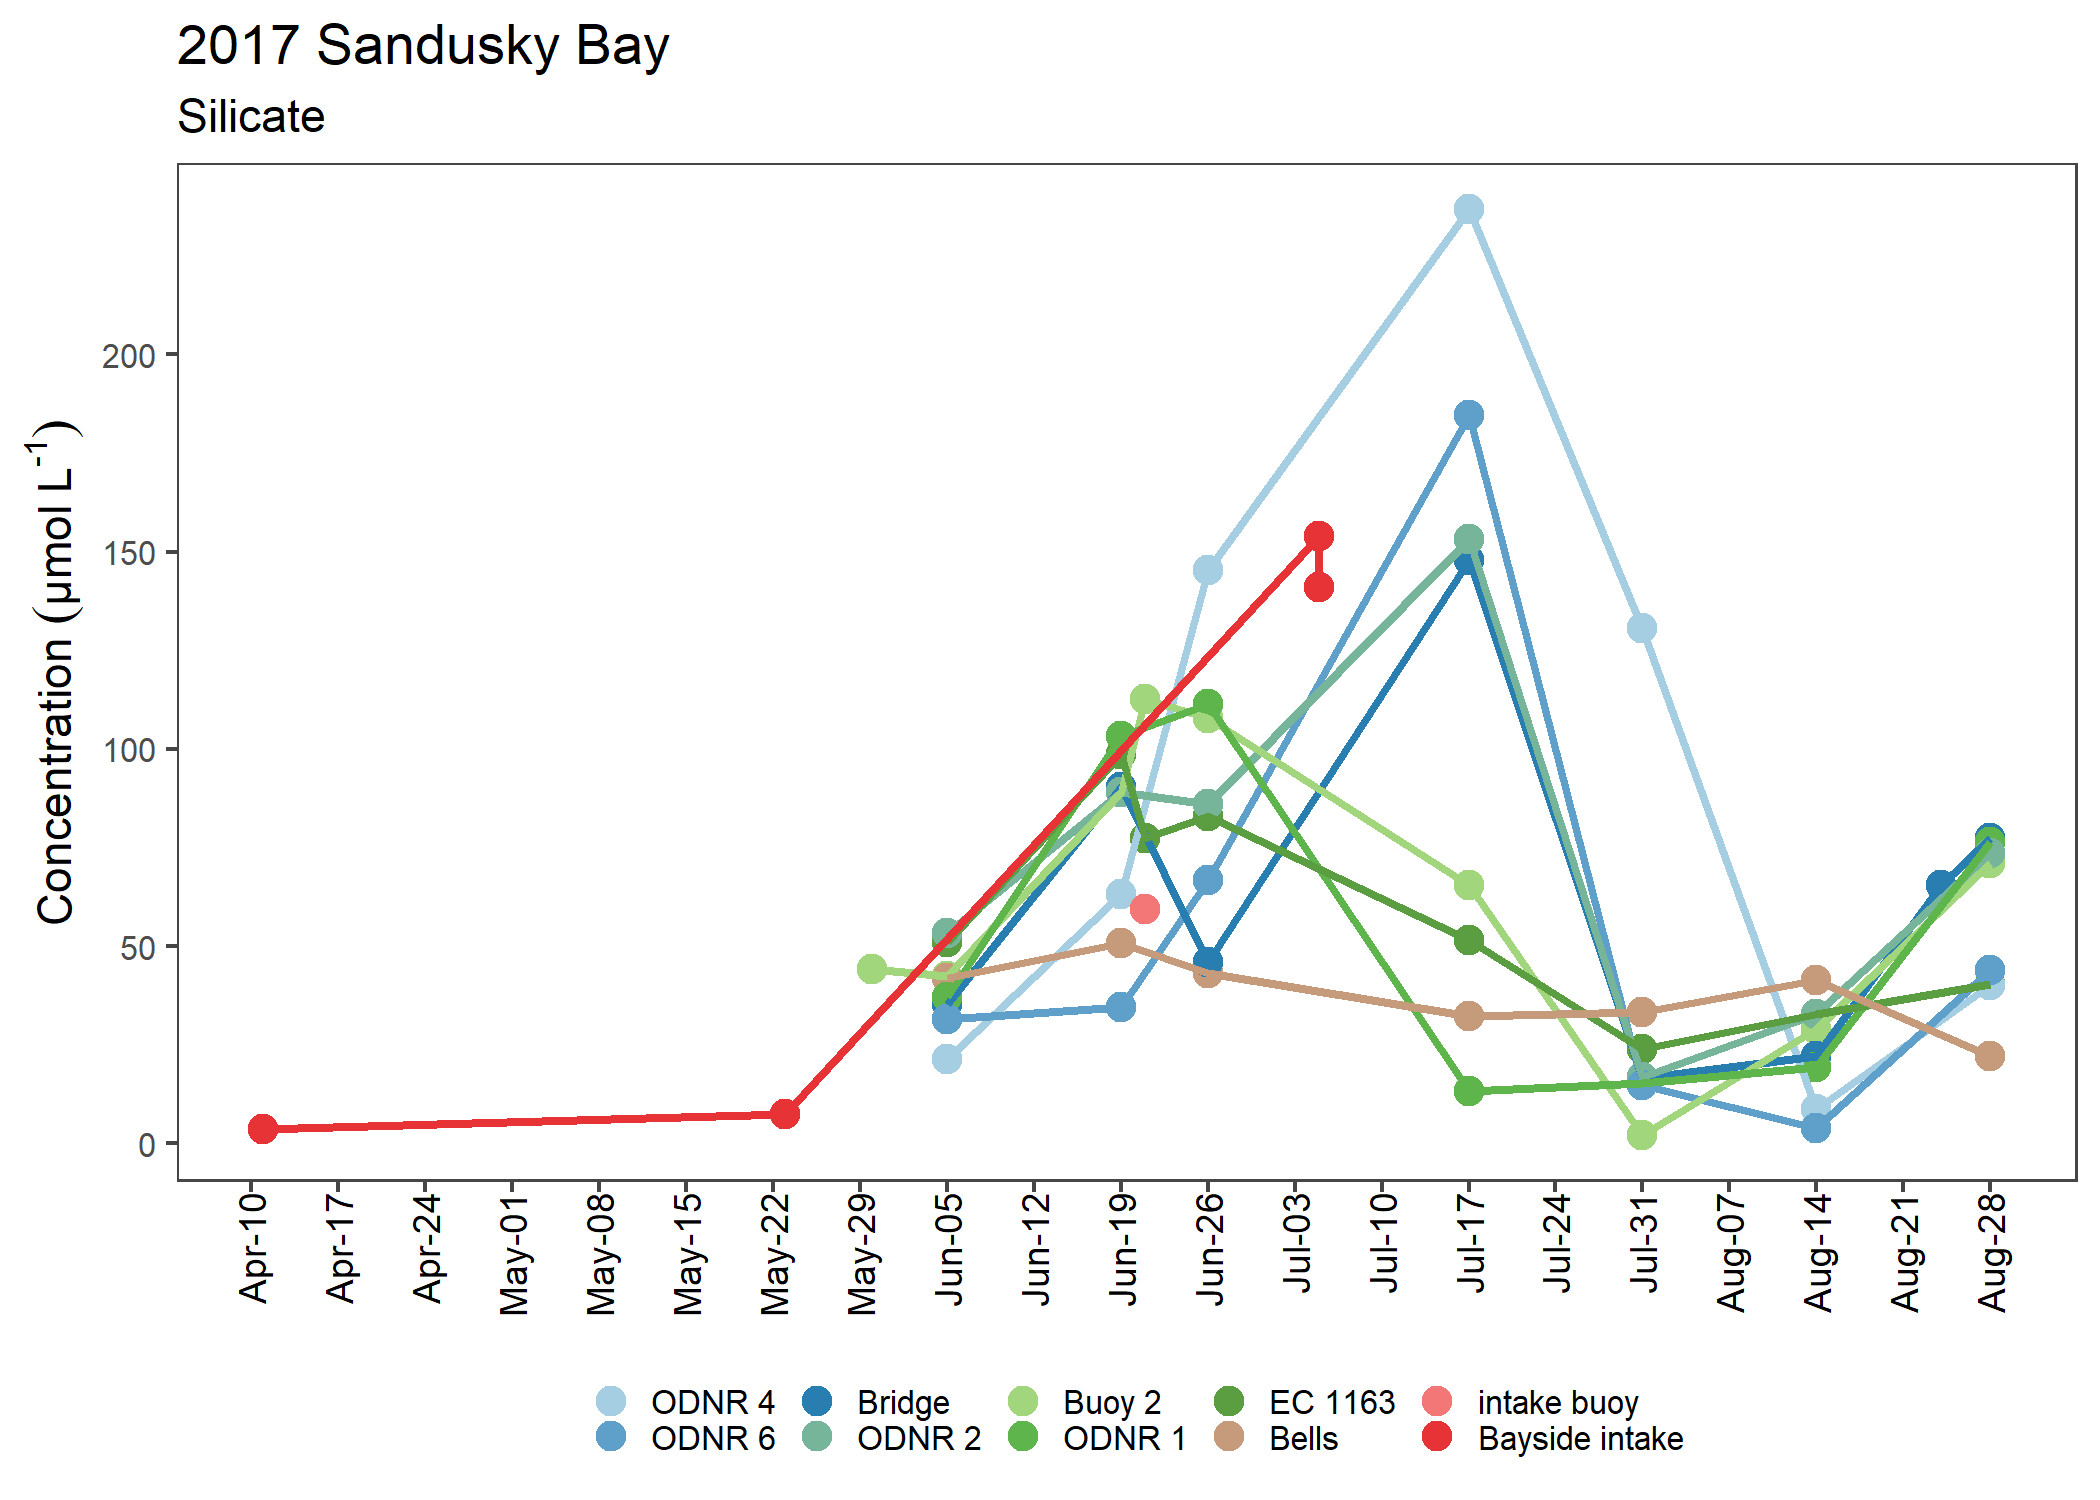 2017 Sandusky Bay
Silicate
Concentration (µmol L⁻¹)
200
150
100
50
0
Apr-10 Apr-17 Apr-24 May-01 May-08 May-15 May-22 May-29 Jun-05 Jun-12 Jun-19 Jun-26 Jul-03 Jul-10 Jul-17 Jul-24 Jul-31 Aug-07 Aug-14 Aug-21 Aug-28
ODNR 4 Bridge Buoy 2 EC 1163 intake buoy
ODNR 6 ODNR 2 ODNR 1 Bells Bayside intake